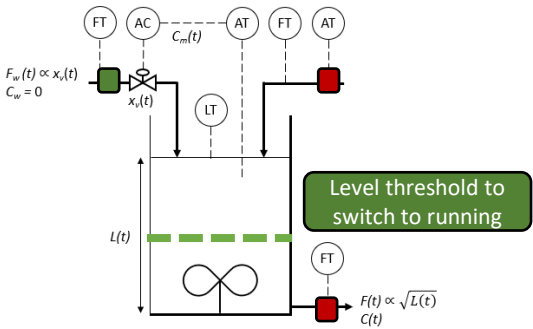 FT
AC
AT
FT
AT
C_m(t)
F_w(t) ∝ x_v(t)
C_w = 0
x_v(t)
LT
Level threshold to
switch to running
L(t)
FT
F(t) ∝ √L(t)
C(t)